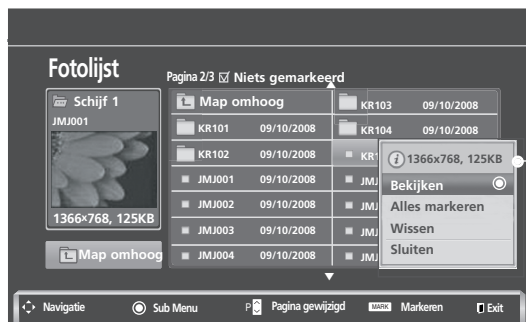 Fotolijst
Pagina 2/3 ☑ Niets gemarkeerd
Schijf 1
JMJ001
1366x768, 125KB
Map omhoog
Map omhoog
KR101 09/10/2008
KR102 09/10/2008
JMJ001 09/10/2008
JMJ002 09/10/2008
JMJ003 09/10/2008
JMJ004 09/10/2008
KR103 09/10/2008
KR104 09/10/2008
KR1
JMJ
JMJ
JMJ
JMJ
1366x768, 125KB
Bekijken
Alles markeren
Wissen
Sluiten
Navigatie Sub Menu P Pagina gewijzigd MARK Markeren Exit